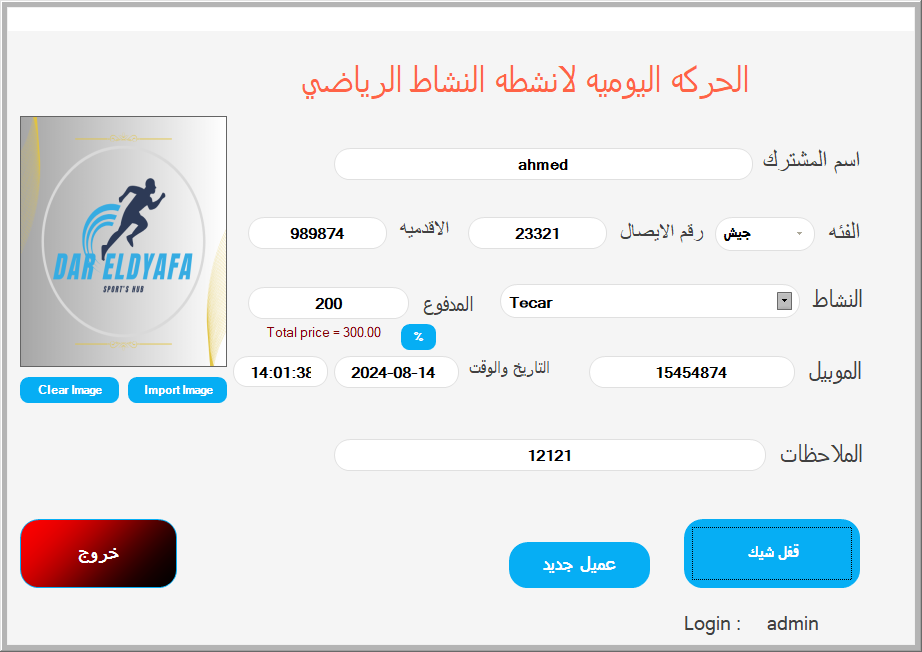 الحركه اليوميه لانشطه النشاط الرياضي
DAR ELDYAFA
SPORT'S HUB
اسم المشترك ahmed
الفئه جيش رقم الايصال 23321 الاقدميه 989874
النشاط Tecar المدفوع 200
Total price = 300.00 %
الموبيل 15454874 التاريخ والوقت 2024-08-14 14:01:38
Clear Image Import Image
الملاحظات 12121
قفل شيك عميل جديد خروج
Login : admin